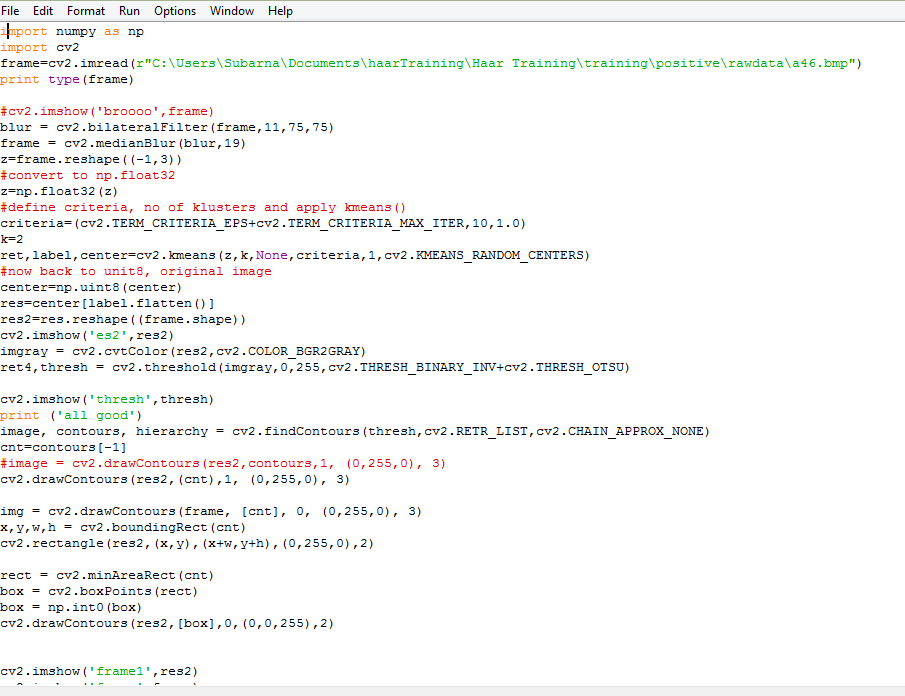 File Edit Format Run Options Window Help
import numpy as np
import cv2
frame=cv2.imread(r"C:\Users\Subarna\Documents\haarTraining\Haar Training\training\positive\rawdata\a46.bmp")
print type(frame)
#cv2.imshow('broooo',frame)
blur = cv2.bilateralFilter(frame,11,75,75)
frame = cv2.medianBlur(blur,19)
z=frame.reshape((-1,3))
#convert to np.float32
z=np.float32(z)
#define criteria, no of klusters and apply kmeans()
criteria=(cv2.TERM_CRITERIA_EPS+cv2.TERM_CRITERIA_MAX_ITER,10,1.0)
k=2
ret,label,center=cv2.kmeans(z,k,None,criteria,1,cv2.KMEANS_RANDOM_CENTERS)
#now back to unit8, original image
center=np.uint8(center)
res=center[label.flatten()]
res2=res.reshape((frame.shape))
cv2.imshow('es2',res2)
imgray = cv2.cvtColor(res2,cv2.COLOR_BGR2GRAY)
ret4,thresh = cv2.threshold(imgray,0,255,cv2.THRESH_BINARY_INV+cv2.THRESH_OTSU)
cv2.imshow('thresh',thresh)
print ('all good')
image, contours, hierarchy = cv2.findContours(thresh,cv2.RETR_LIST,cv2.CHAIN_APPROX_NONE)
cnt=contours[-1]
#image = cv2.drawContours(res2,contours,1, (0,255,0), 3)
cv2.drawContours(res2,(cnt),1, (0,255,0), 3)
img = cv2.drawContours(frame, [cnt], 0, (0,255,0), 3)
x,y,w,h = cv2.boundingRect(cnt)
cv2.rectangle(res2,(x,y),(x+w,y+h),(0,255,0),2)
rect = cv2.minAreaRect(cnt)
box = cv2.boxPoints(rect)
box = np.int0(box)
cv2.drawContours(res2,[box],0,(0,0,255),2)
cv2.imshow('frame1',res2)